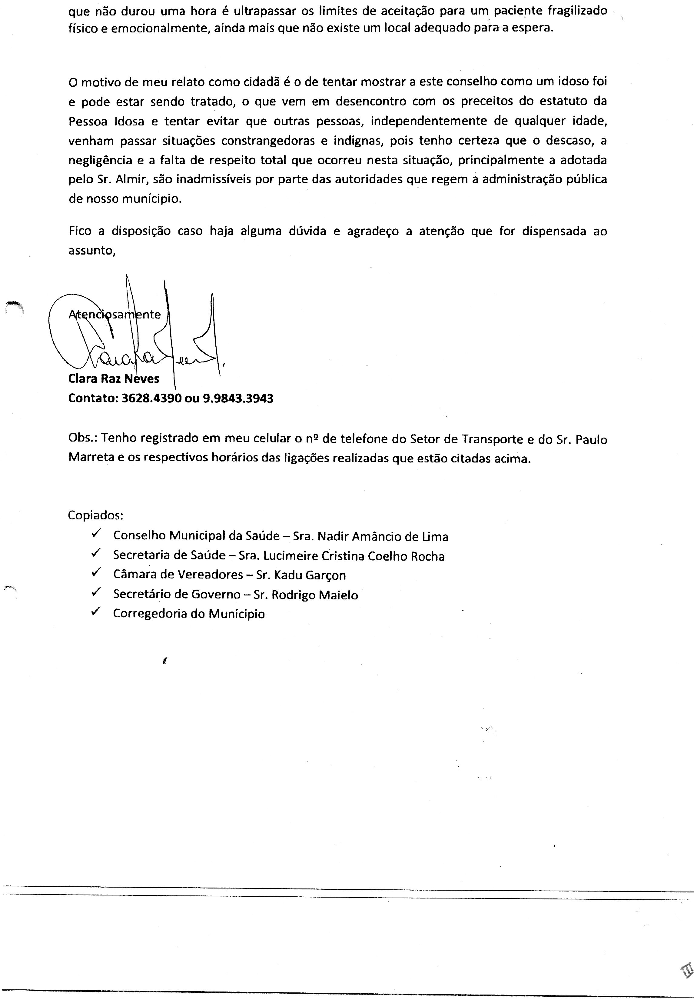 que não durou uma hora é ultrapassar os limites de aceitação para um paciente fragilizado
físico e emocionalmente, ainda mais que não existe um local adequado para a espera.
O motivo de meu relato como cidadã é o de tentar mostrar a este conselho como um idoso foi
e pode estar sendo tratado, o que vem em desencontro com os preceitos do estatuto da
Pessoa Idosa e tentar evitar que outras pessoas, independentemente de qualquer idade,
venham passar situações constrangedoras e indignas, pois tenho certeza que o descaso, a
negligência e a falta de respeito total que ocorreu nesta situação, principalmente a adotada
pelo Sr. Almir, são inadmissíveis por parte das autoridades que regem a administração pública
de nosso munícipio.
Fico a disposição caso haja alguma dúvida e agradeço a atenção que for dispensada ao
assunto,
Atenciosamente
Clara Raz Neves
Contato: 3628.4390 ou 9.9843.3943
Obs.: Tenho registrado em meu celular o nº de telefone do Setor de Transporte e do Sr. Paulo
Marreta e os respectivos horários das ligações realizadas que estão citadas acima.
Copiados:
✓ Conselho Municipal da Saúde – Sra. Nadir Amâncio de Lima
✓ Secretaria de Saúde – Sra. Lucimeire Cristina Coelho Rocha
✓ Câmara de Vereadores – Sr. Kadu Garçon
✓ Secretário de Governo – Sr. Rodrigo Maielo
✓ Corregedoria do Munícipio